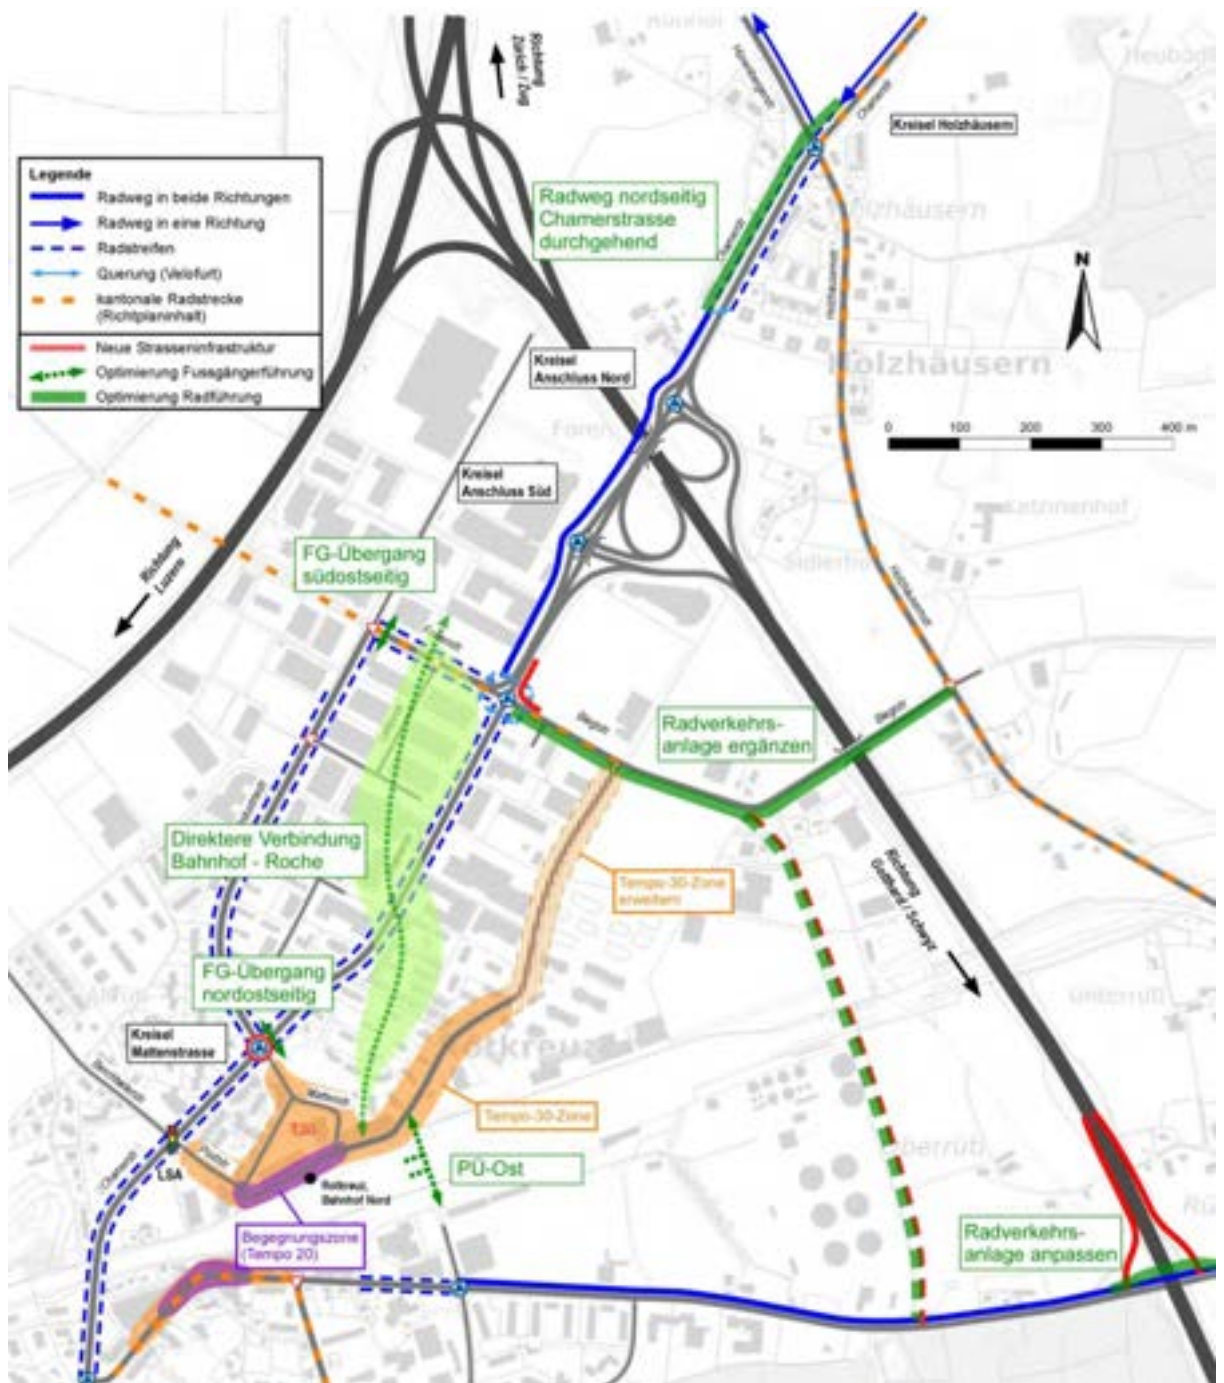 Richtung
Zürich / Zug
Kreisel Holzhäusern
Legende
Radweg in beide Richtungen
Radweg in eine Richtung
Radstreifen
Querung (Velofurt)
kantonale Radstrecke
(Richtplaninhalt)
Neue Strasseninfrastruktur
Optimierung Fussgängerführung
Optimierung Radführung
Radweg nordseitig
Chamerstrasse
durchgehend
Holzhäusern
N
Kreisel
Anschluss Nord
Holzhäusern
0 100 200 300 400 m
Kreisel
Anschluss Süd
FG-Übergang
südostseitig
Richtung
Luzern
Radverkehrs-
anlage ergänzen
Direktere Verbindung
Bahnhof - Roche
Tempo-30-Zone
erweitern
Richtung
Gotthard / Schwyz
FG-Übergang
nordostseitig
Unterrüti
Kreisel
Mattenstrasse
Rotkreuz
Tempo-30-Zone
PÜ-Ost
LSA
Rotkreuz,
Bahnhof Nord
Begegnungszone
(Tempo 20)
Radverkehrs-
anlage anpassen